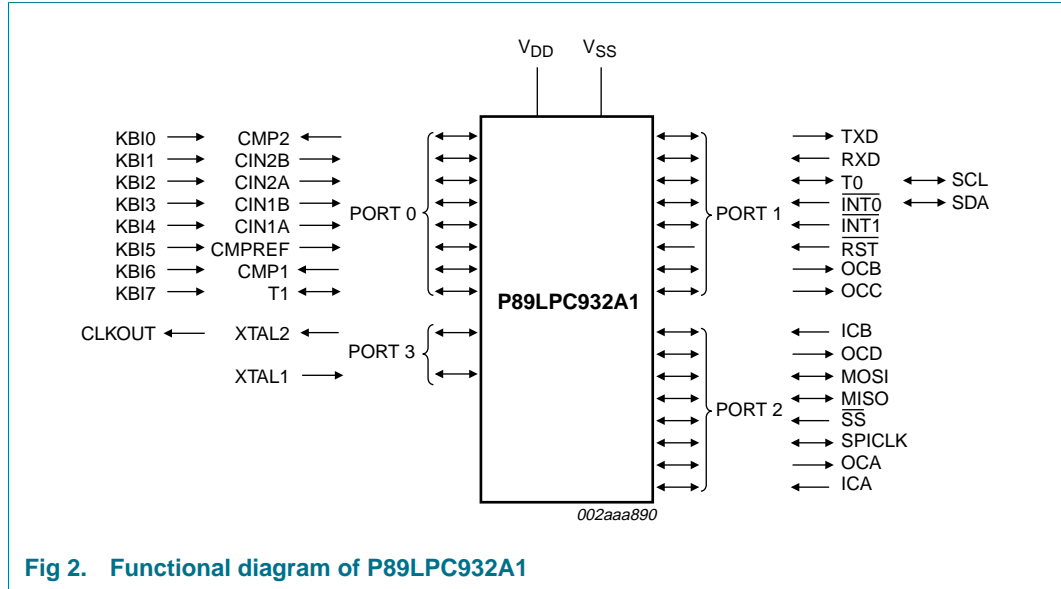 VDD VSS
KBI0 CMP2 TXD
KBI1 CIN2B RXD
KBI2 CIN2A T0 SCL
KBI3 CIN1B PORT 0 PORT 1 INT0 SDA
KBI4 CIN1A INT1
KBI5 CMPREF RST
KBI6 CMP1 OCB
KBI7 T1 P89LPC932A1 OCC
CLKOUT XTAL2 ICB
PORT 3 OCD
XTAL1 MOSI
MISO
PORT 2 SS
SPICLK
OCA
ICA
002aaa890
Fig 2. Functional diagram of P89LPC932A1